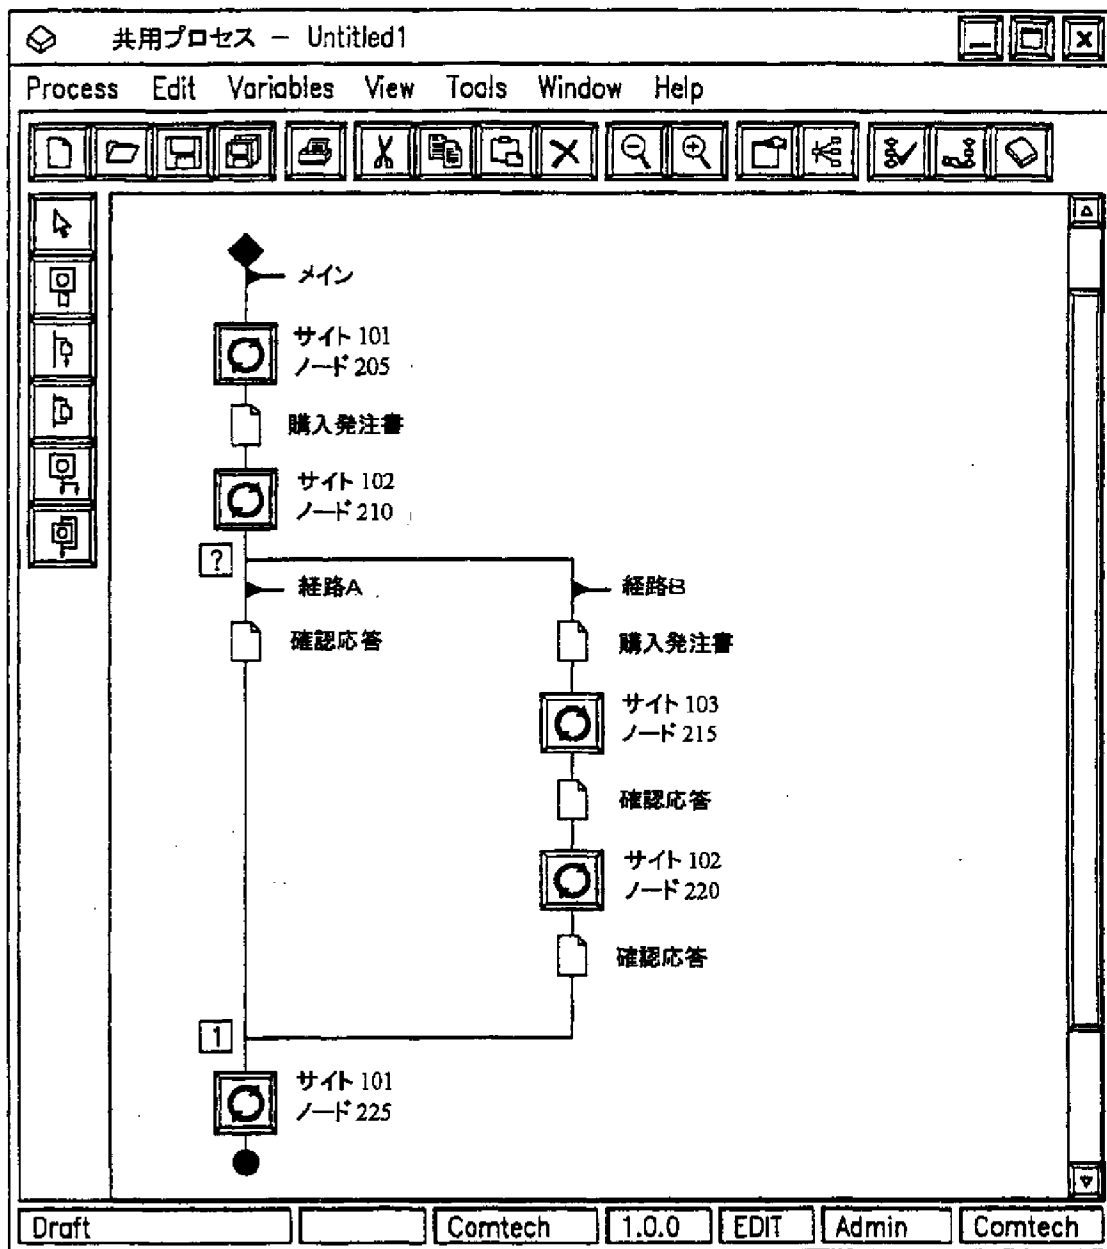 共用プロセス － Untitled1
Process Edit Variables View Tools Window Help
メイン
サイト 101
ノード 205
購入発注書
サイト 102
ノード 210
?
経路A
経路B
確認応答
購入発注書
サイト 103
ノード 215
確認応答
サイト 102
ノード 220
確認応答
1
サイト 101
ノード 225
Draft Comtech 1.0.0 EDIT Admin Comtech